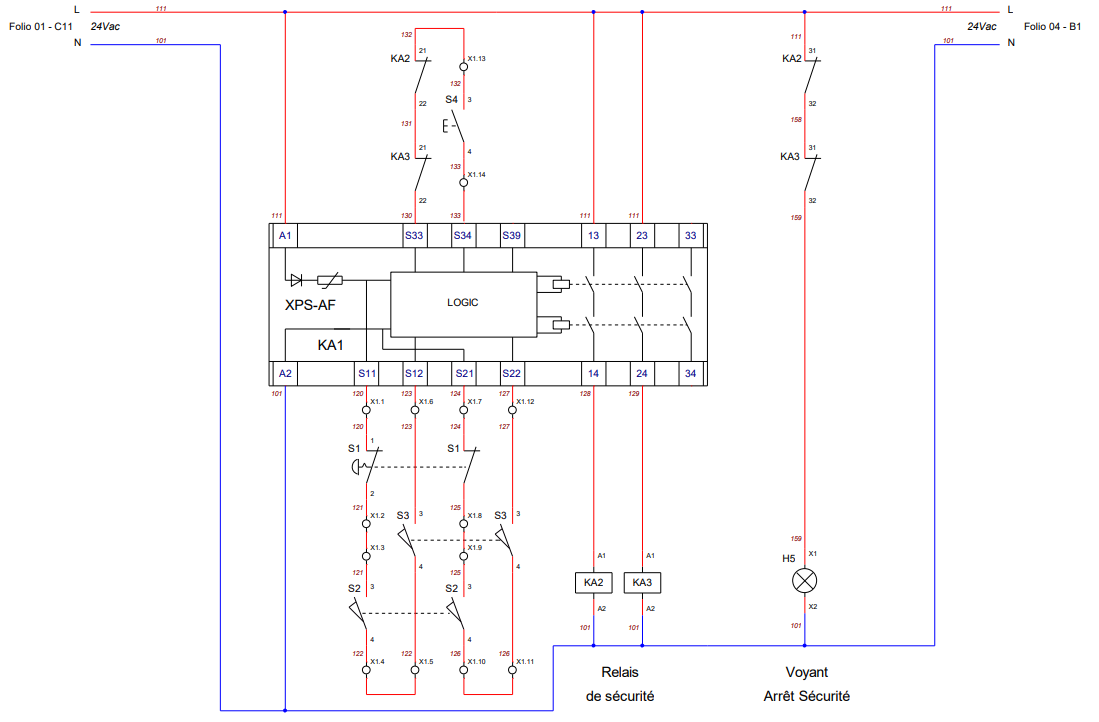 L 111 111 L
Folio 01 - C11 24Vac 24Vac Folio 04 - B1
N 101 101 N
132 111
21 X1.13 31
KA2 KA2
132
22 S4 3 32
131 158
21 4 31
KA3 133 KA3
X1.14
22 32
111 130 133 111 111 159
A1 S33 S34 S39 13 23 33
XPS-AF LOGIC
KA1
A2 S11 S12 S21 S22 14 24 34
101 120 123 124 127 128 129
X1.1 X1.6 X1.7 X1.12
120 123 124 127
S1 1 S1
2
121 125
X1.2 S3 3 X1.8 S3 3
X1.3 X1.9
159
121 4 125 4 A1 A1 H5 X1
S2 3 S2 3 KA2 KA3
4 4 A2 A2 X2
101 101 101
122 122 126 126
X1.4 X1.5 X1.10 X1.11
Relais Voyant
de sécurité Arrêt Sécurité